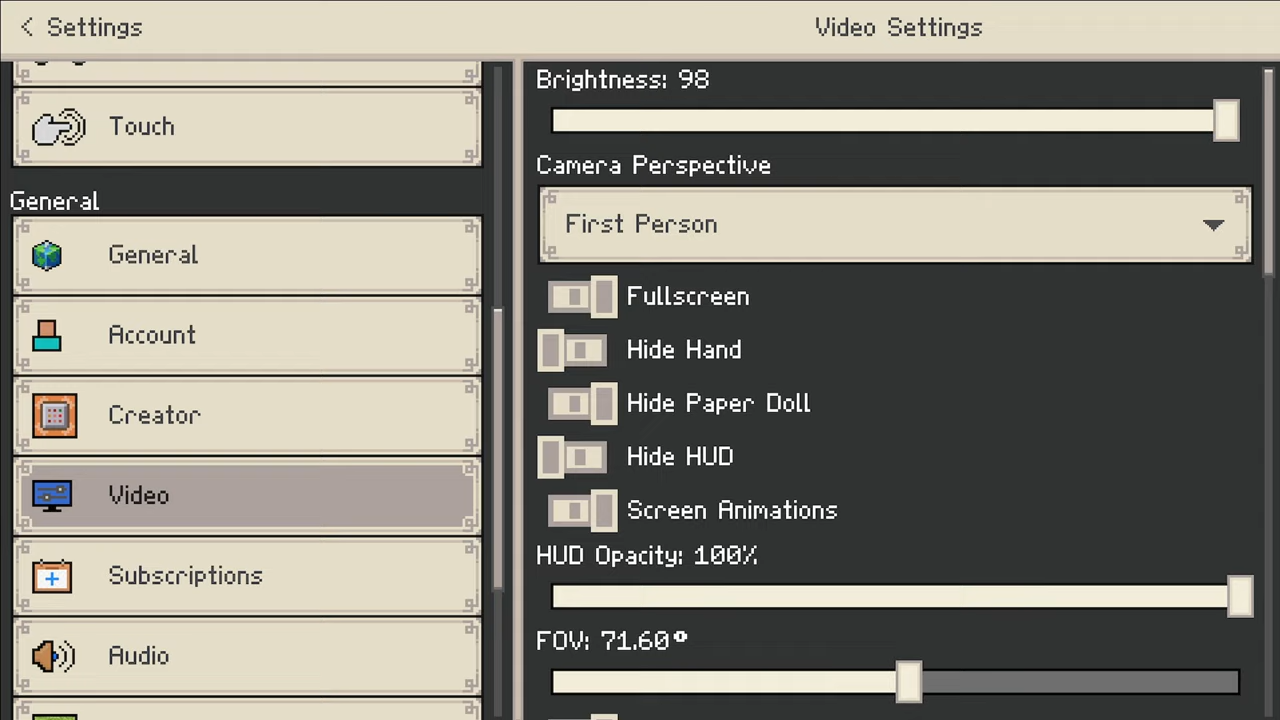 Settings
Video Settings
Touch
General
General
Account
Creator
Video
Subscriptions
Audio
Brightness: 98
Camera Perspective
First Person
Fullscreen
Hide Hand
Hide Paper Doll
Hide HUD
Screen Animations
HUD Opacity: 100%
FOV: 71.60°